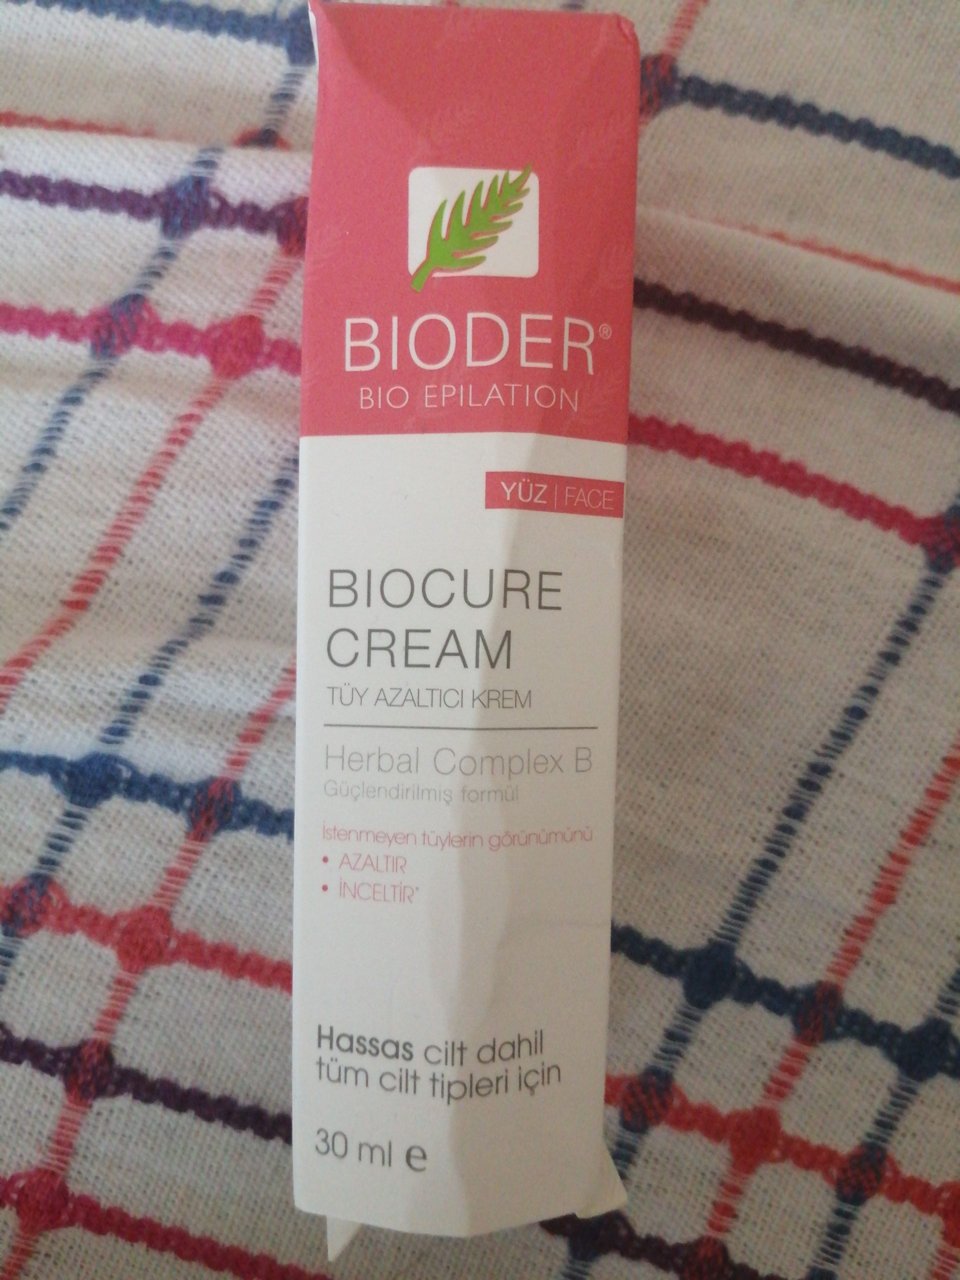 BIODER®
BIO EPILATION
YÜZ | FACE
BIOCURE
CREAM
TÜY AZALTICI KREM
Herbal Complex B
Güçlendirilmiş formül
İstenmeyen tüylerin görünümünü
• AZALTIR
• İNCELTİR*
Hassas cilt dahil
tüm cilt tipleri için
30 ml e